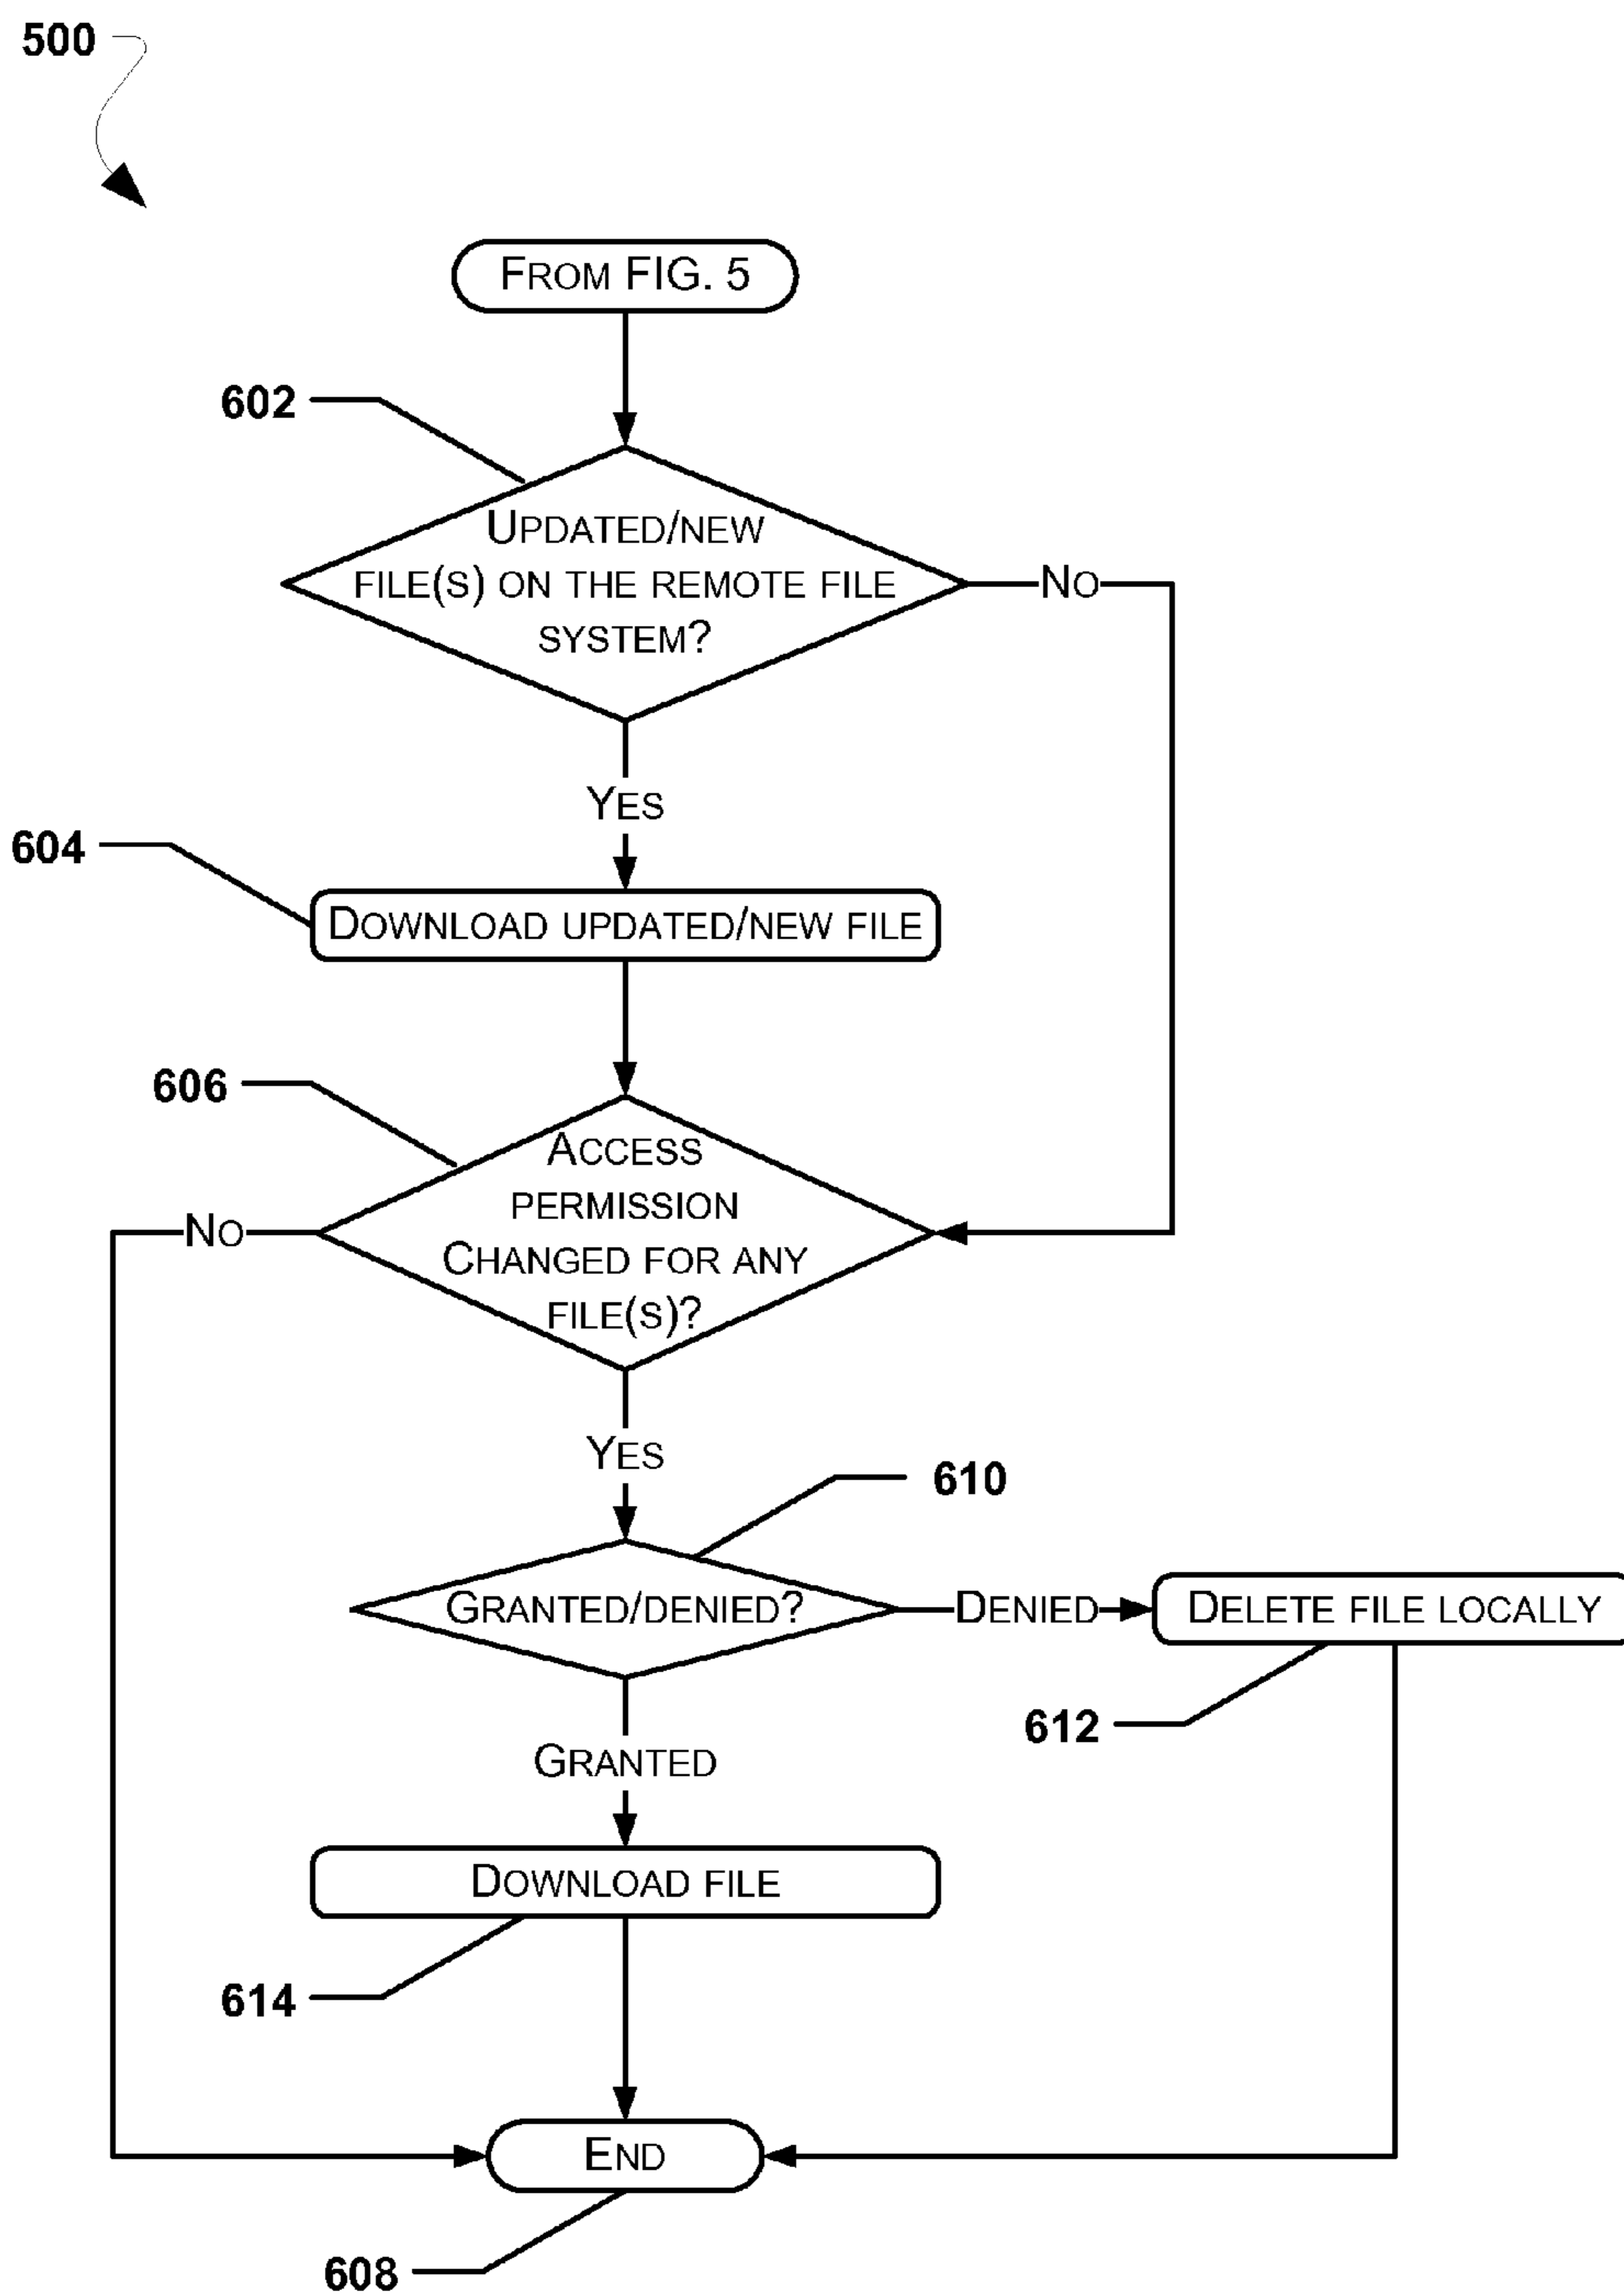 500
FROM FIG. 5
602
UPDATED/NEW
FILE(S) ON THE REMOTE FILE
SYSTEM?
NO
YES
604
DOWNLOAD UPDATED/NEW FILE
606
ACCESS
PERMISSION
CHANGED FOR ANY
FILE(S)?
NO
YES
610
GRANTED/DENIED?
DENIED
DELETE FILE LOCALLY
612
GRANTED
DOWNLOAD FILE
614
END
608